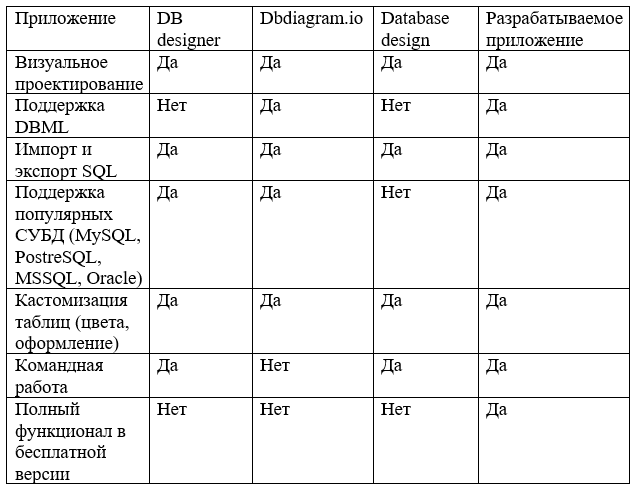 Приложение
DB
designer
Dbdiagram.io
Database
design
Разрабатываемое
приложение
Визуальное
проектирование
Да
Да
Да
Да
Поддержка
DBML
Нет
Да
Нет
Да
Импорт и
экспорт SQL
Да
Да
Да
Да
Поддержка
популярных
СУБД (MySQL,
PostreSQL,
MSSQL, Oracle)
Да
Да
Нет
Да
Кастомизация
таблиц (цвета,
оформление)
Да
Да
Да
Да
Командная
работа
Да
Нет
Да
Да
Полный
функционал в
бесплатной
версии
Нет
Нет
Нет
Да